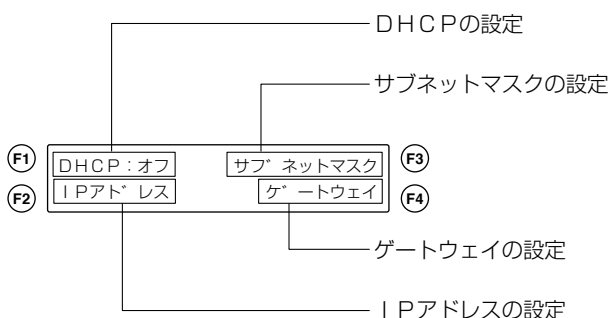 DHCPの設定
サブネットマスクの設定
F1 DHCP:オフ サブ゛ネットマスク F3
F2 IPアト゛レス ケ゛ートウェイ F4
ゲートウェイの設定
IPアドレスの設定